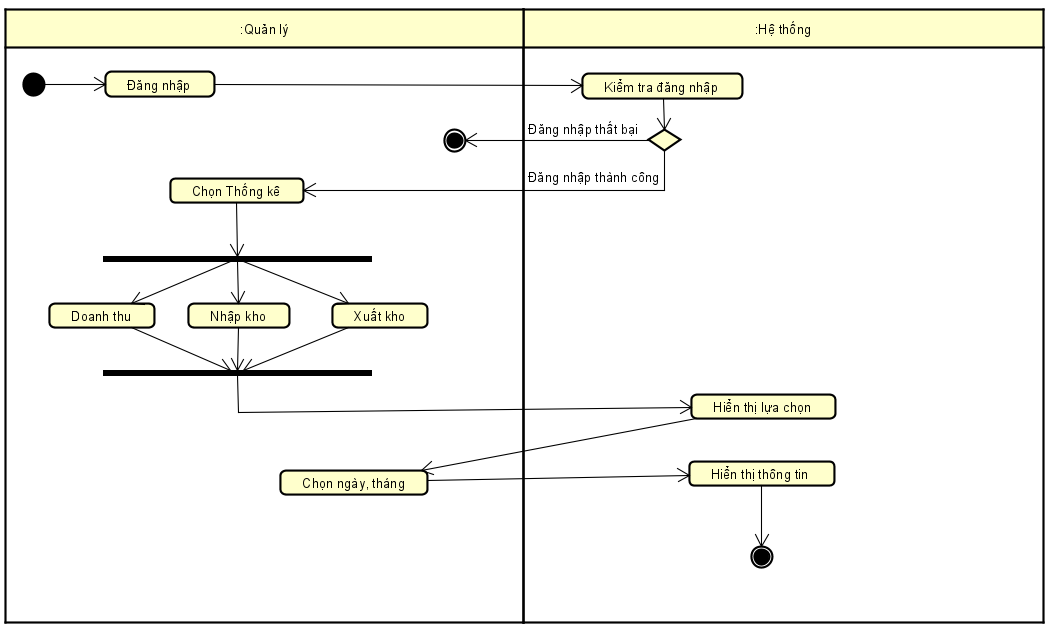 :Quản lý
:Hệ thống
Đăng nhập
Kiểm tra đăng nhập
Đăng nhập thất bại
Đăng nhập thành công
Chọn Thống kê
Doanh thu
Nhập kho
Xuất kho
Hiển thị lựa chọn
Chọn ngày, tháng
Hiển thị thông tin